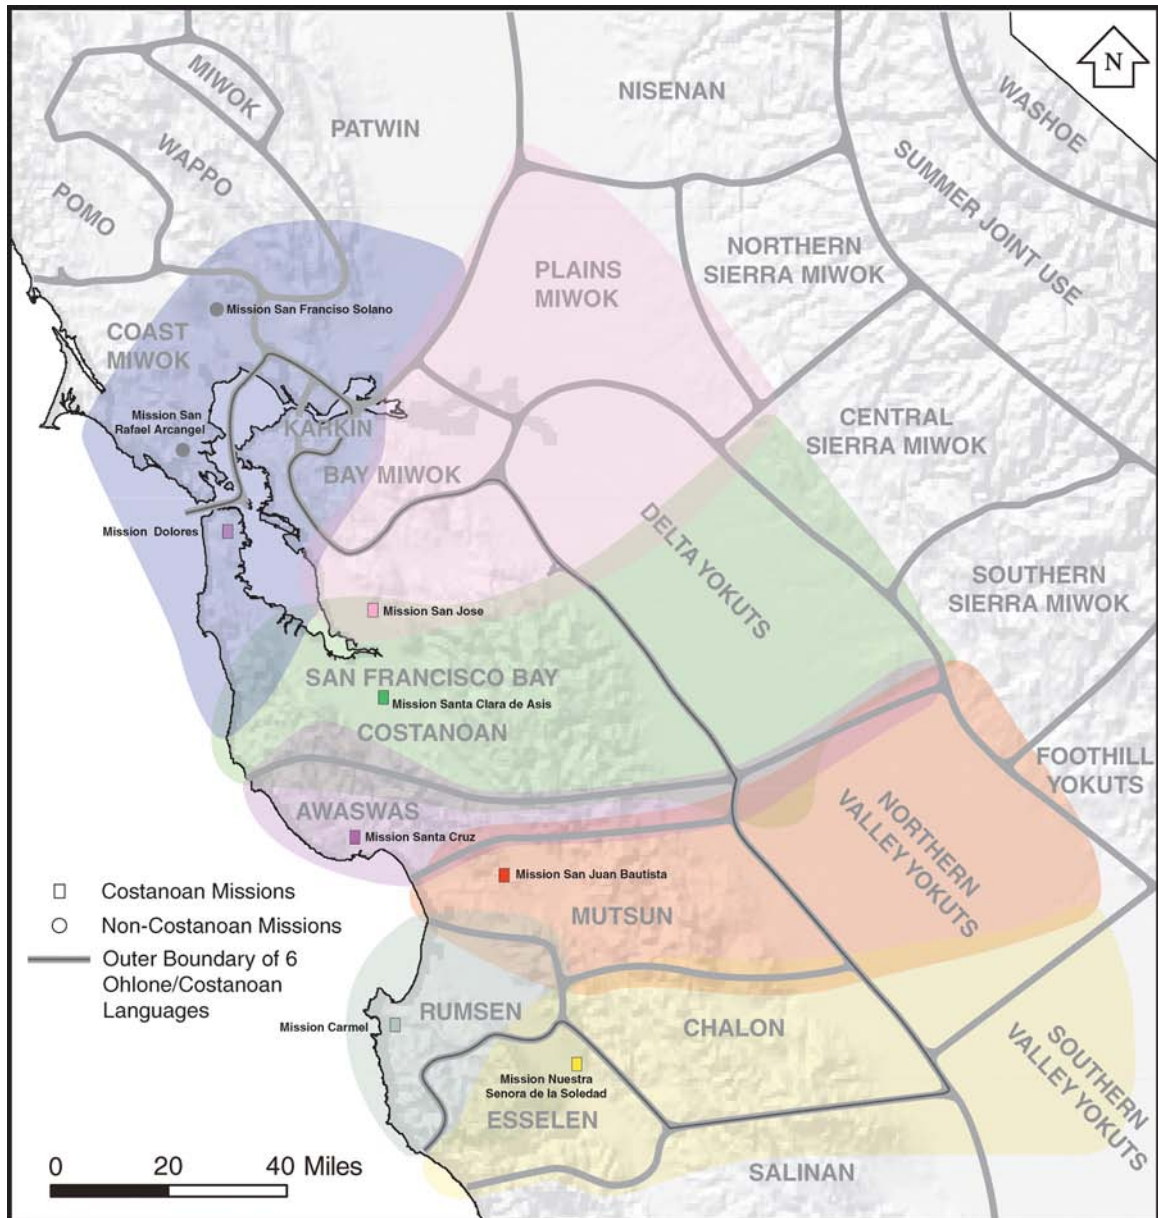 N
MIWOK
PATWIN
NISENAN
WASHOE
WAPPO
POMO
SUMMER JOINT USE
NORTHERN
SIERRA MIWOK
PLAINS
MIWOK
Mission San Franciso Solano
COAST
MIWOK
Mission San
Rafael Arcangel
KARKIN
BAY MIWOK
CENTRAL
SIERRA MIWOK
Mission Dolores
DELTA YOKUTS
SOUTHERN
SIERRA MIWOK
Mission San Jose
SAN FRANCISCO BAY
COSTANOAN
Mission Santa Clara de Asis
FOOTHILL
YOKUTS
AWASWAS
Mission Santa Cruz
NORTHERN
VALLEY YOKUTS
Mission San Juan Bautista
MUTSUN
Costanoan Missions
Non-Costanoan Missions
Outer Boundary of 6
Ohlone/Costanoan
Languages
RUMSEN
Mission Carmel
CHALON
SOUTHERN
VALLEY YOKUTS
Mission Nuestra
Senora de la Soledad
ESSELEN
SALINAN
0 20 40 Miles